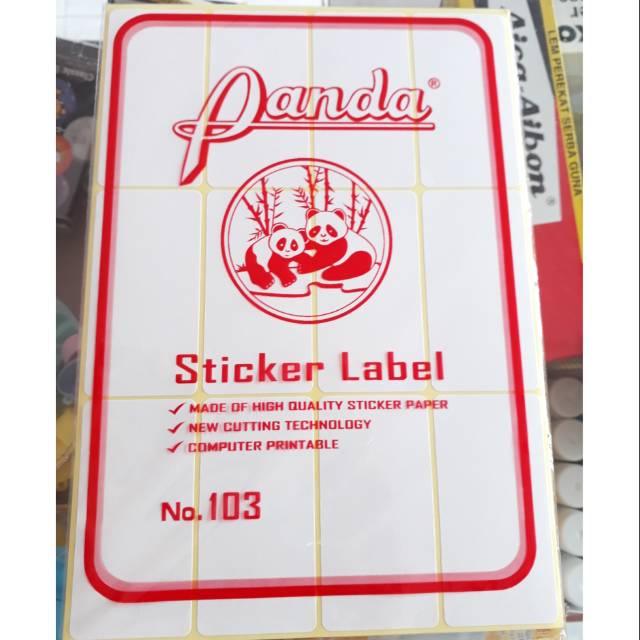 Panda®
Sticker Label
✓ MADE OF HIGH QUALITY STICKER PAPER
✓ NEW CUTTING TECHNOLOGY
✓ COMPUTER PRINTABLE
No. 103
Aica-Aibon®
LEM PEREKAT SERBA GUNA
Classic